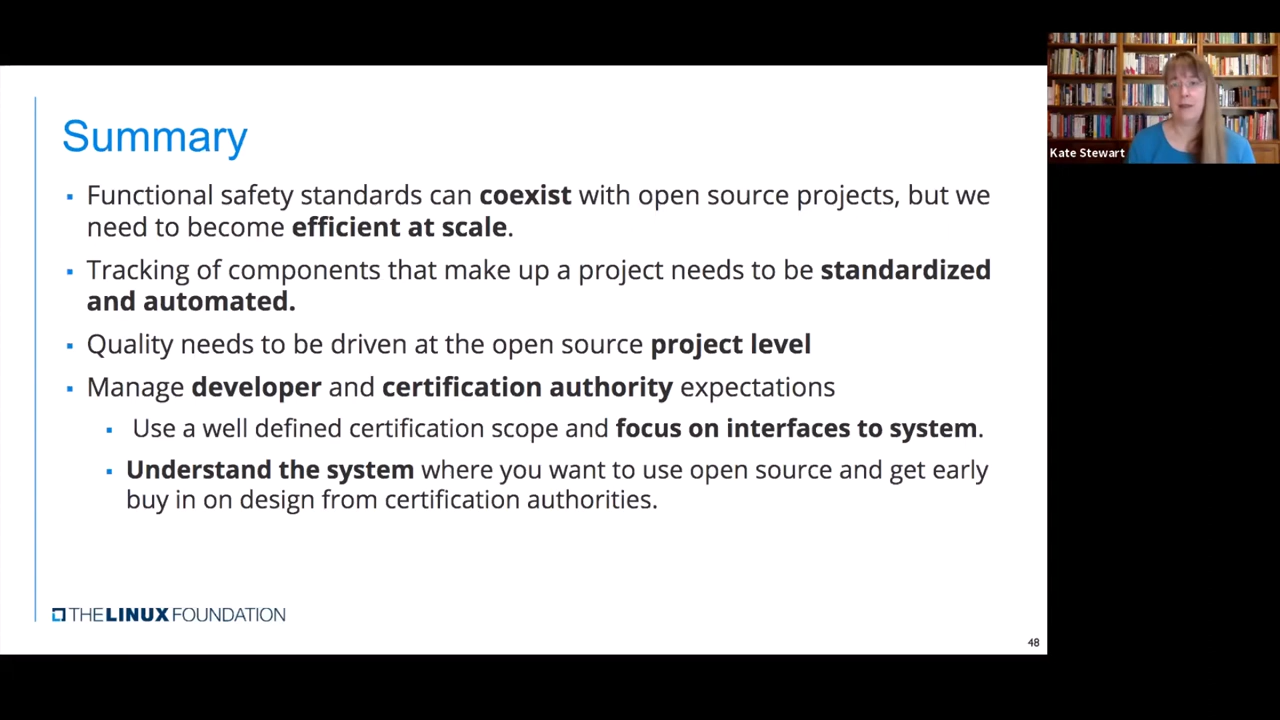 Summary
▪ Functional safety standards can coexist with open source projects, but we
need to become efficient at scale.
▪ Tracking of components that make up a project needs to be standardized
and automated.
▪ Quality needs to be driven at the open source project level
▪ Manage developer and certification authority expectations
▪ Use a well defined certification scope and focus on interfaces to system.
▪ Understand the system where you want to use open source and get early
buy in on design from certification authorities.
THE LINUX FOUNDATION
48
Kate Stewart